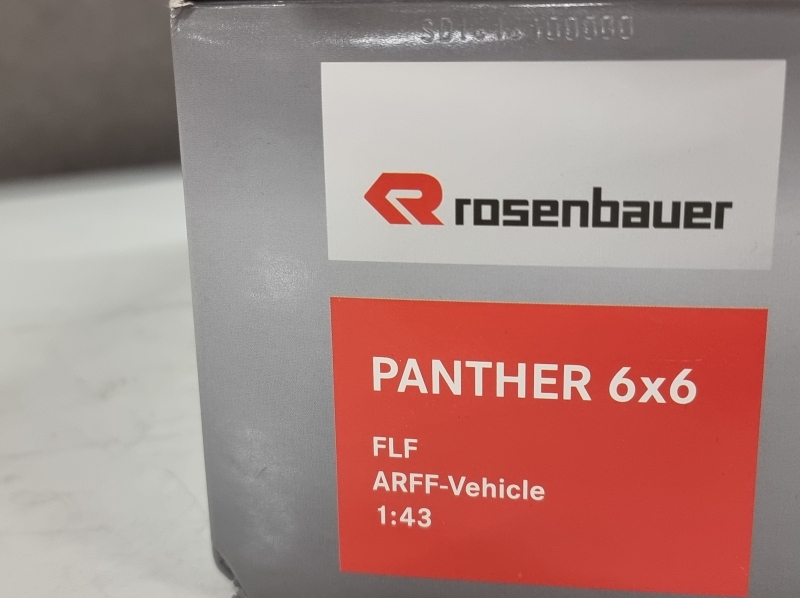 rosenbauer
PANTHER 6x6
FLF
ARFF-Vehicle
1:43